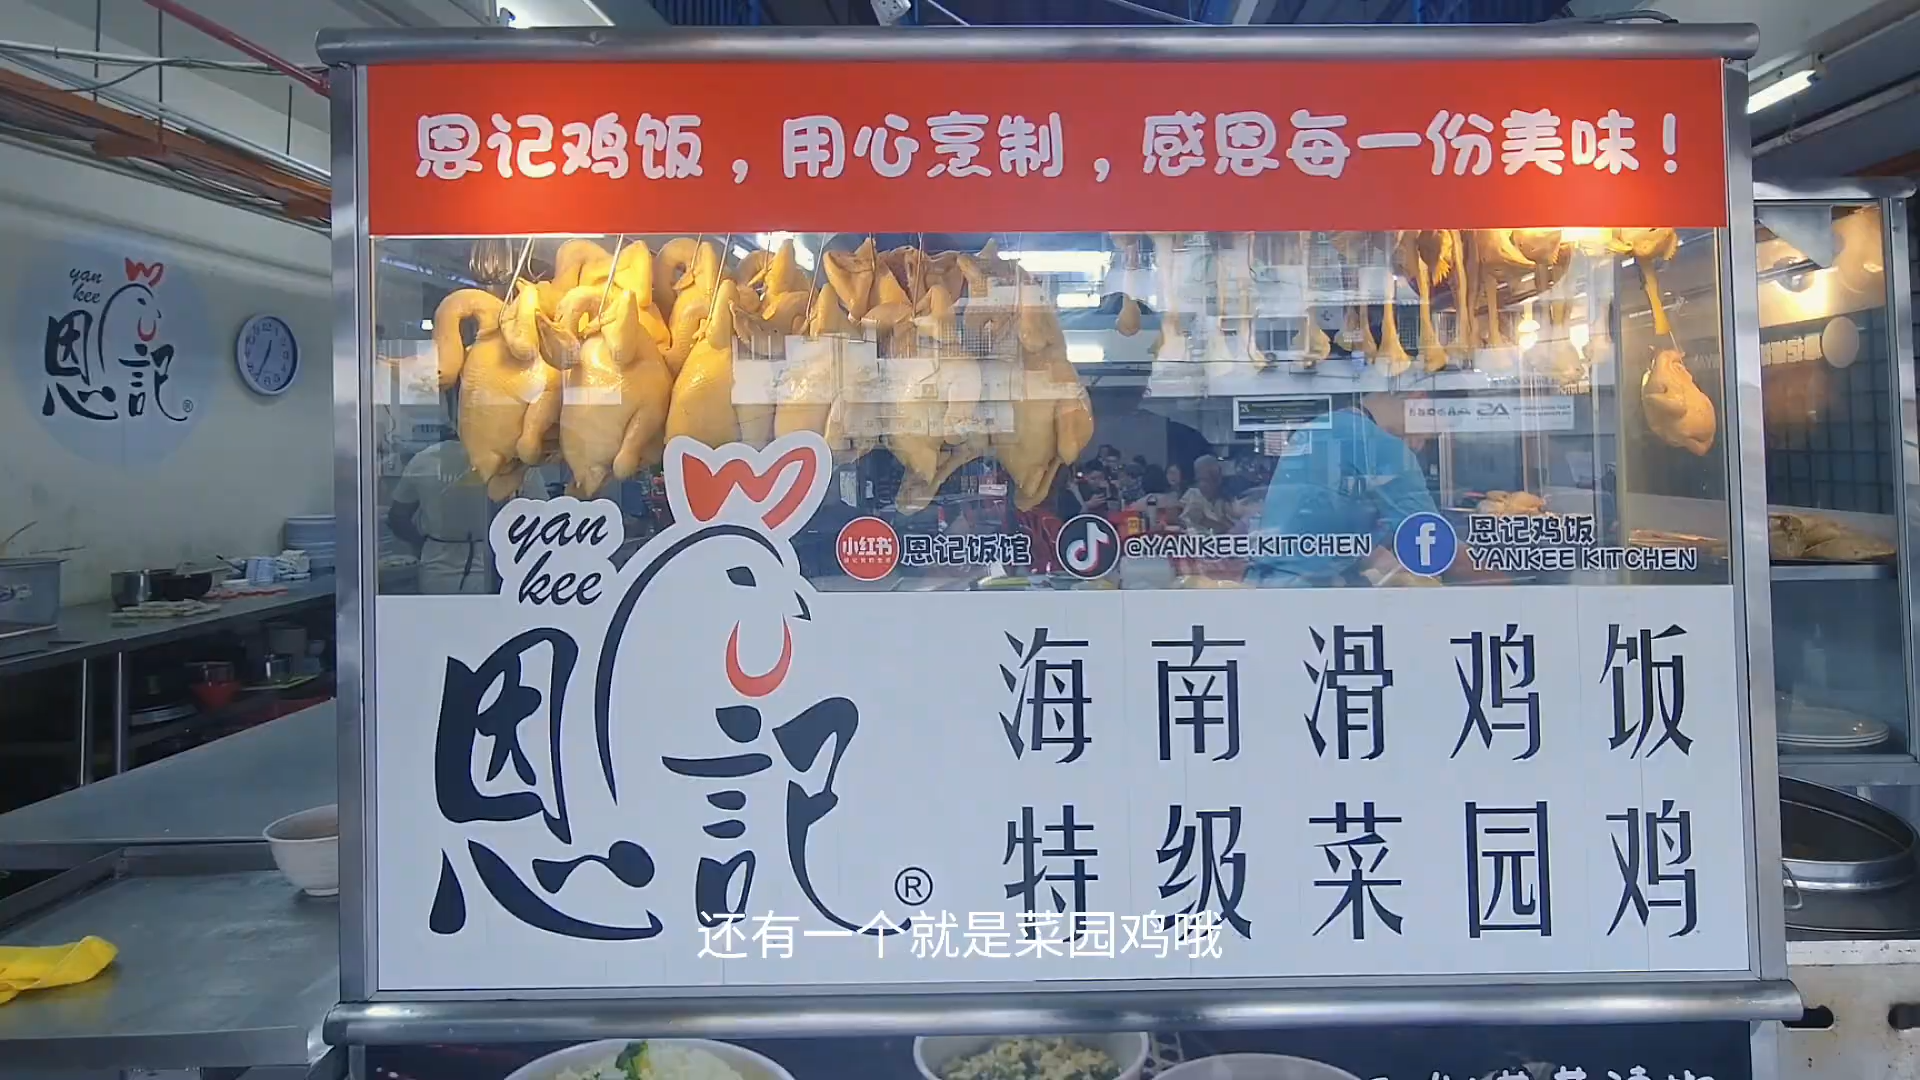 恩记鸡饭，用心烹制，感恩每一份美味！
yan
kee
恩記®
小红书 恩记饭馆
@YANKEE.KITCHEN
恩记鸡饭
YANKEE KITCHEN
yan
kee
恩記®
海南滑鸡饭
特级菜园鸡
还有一个就是菜园鸡哦